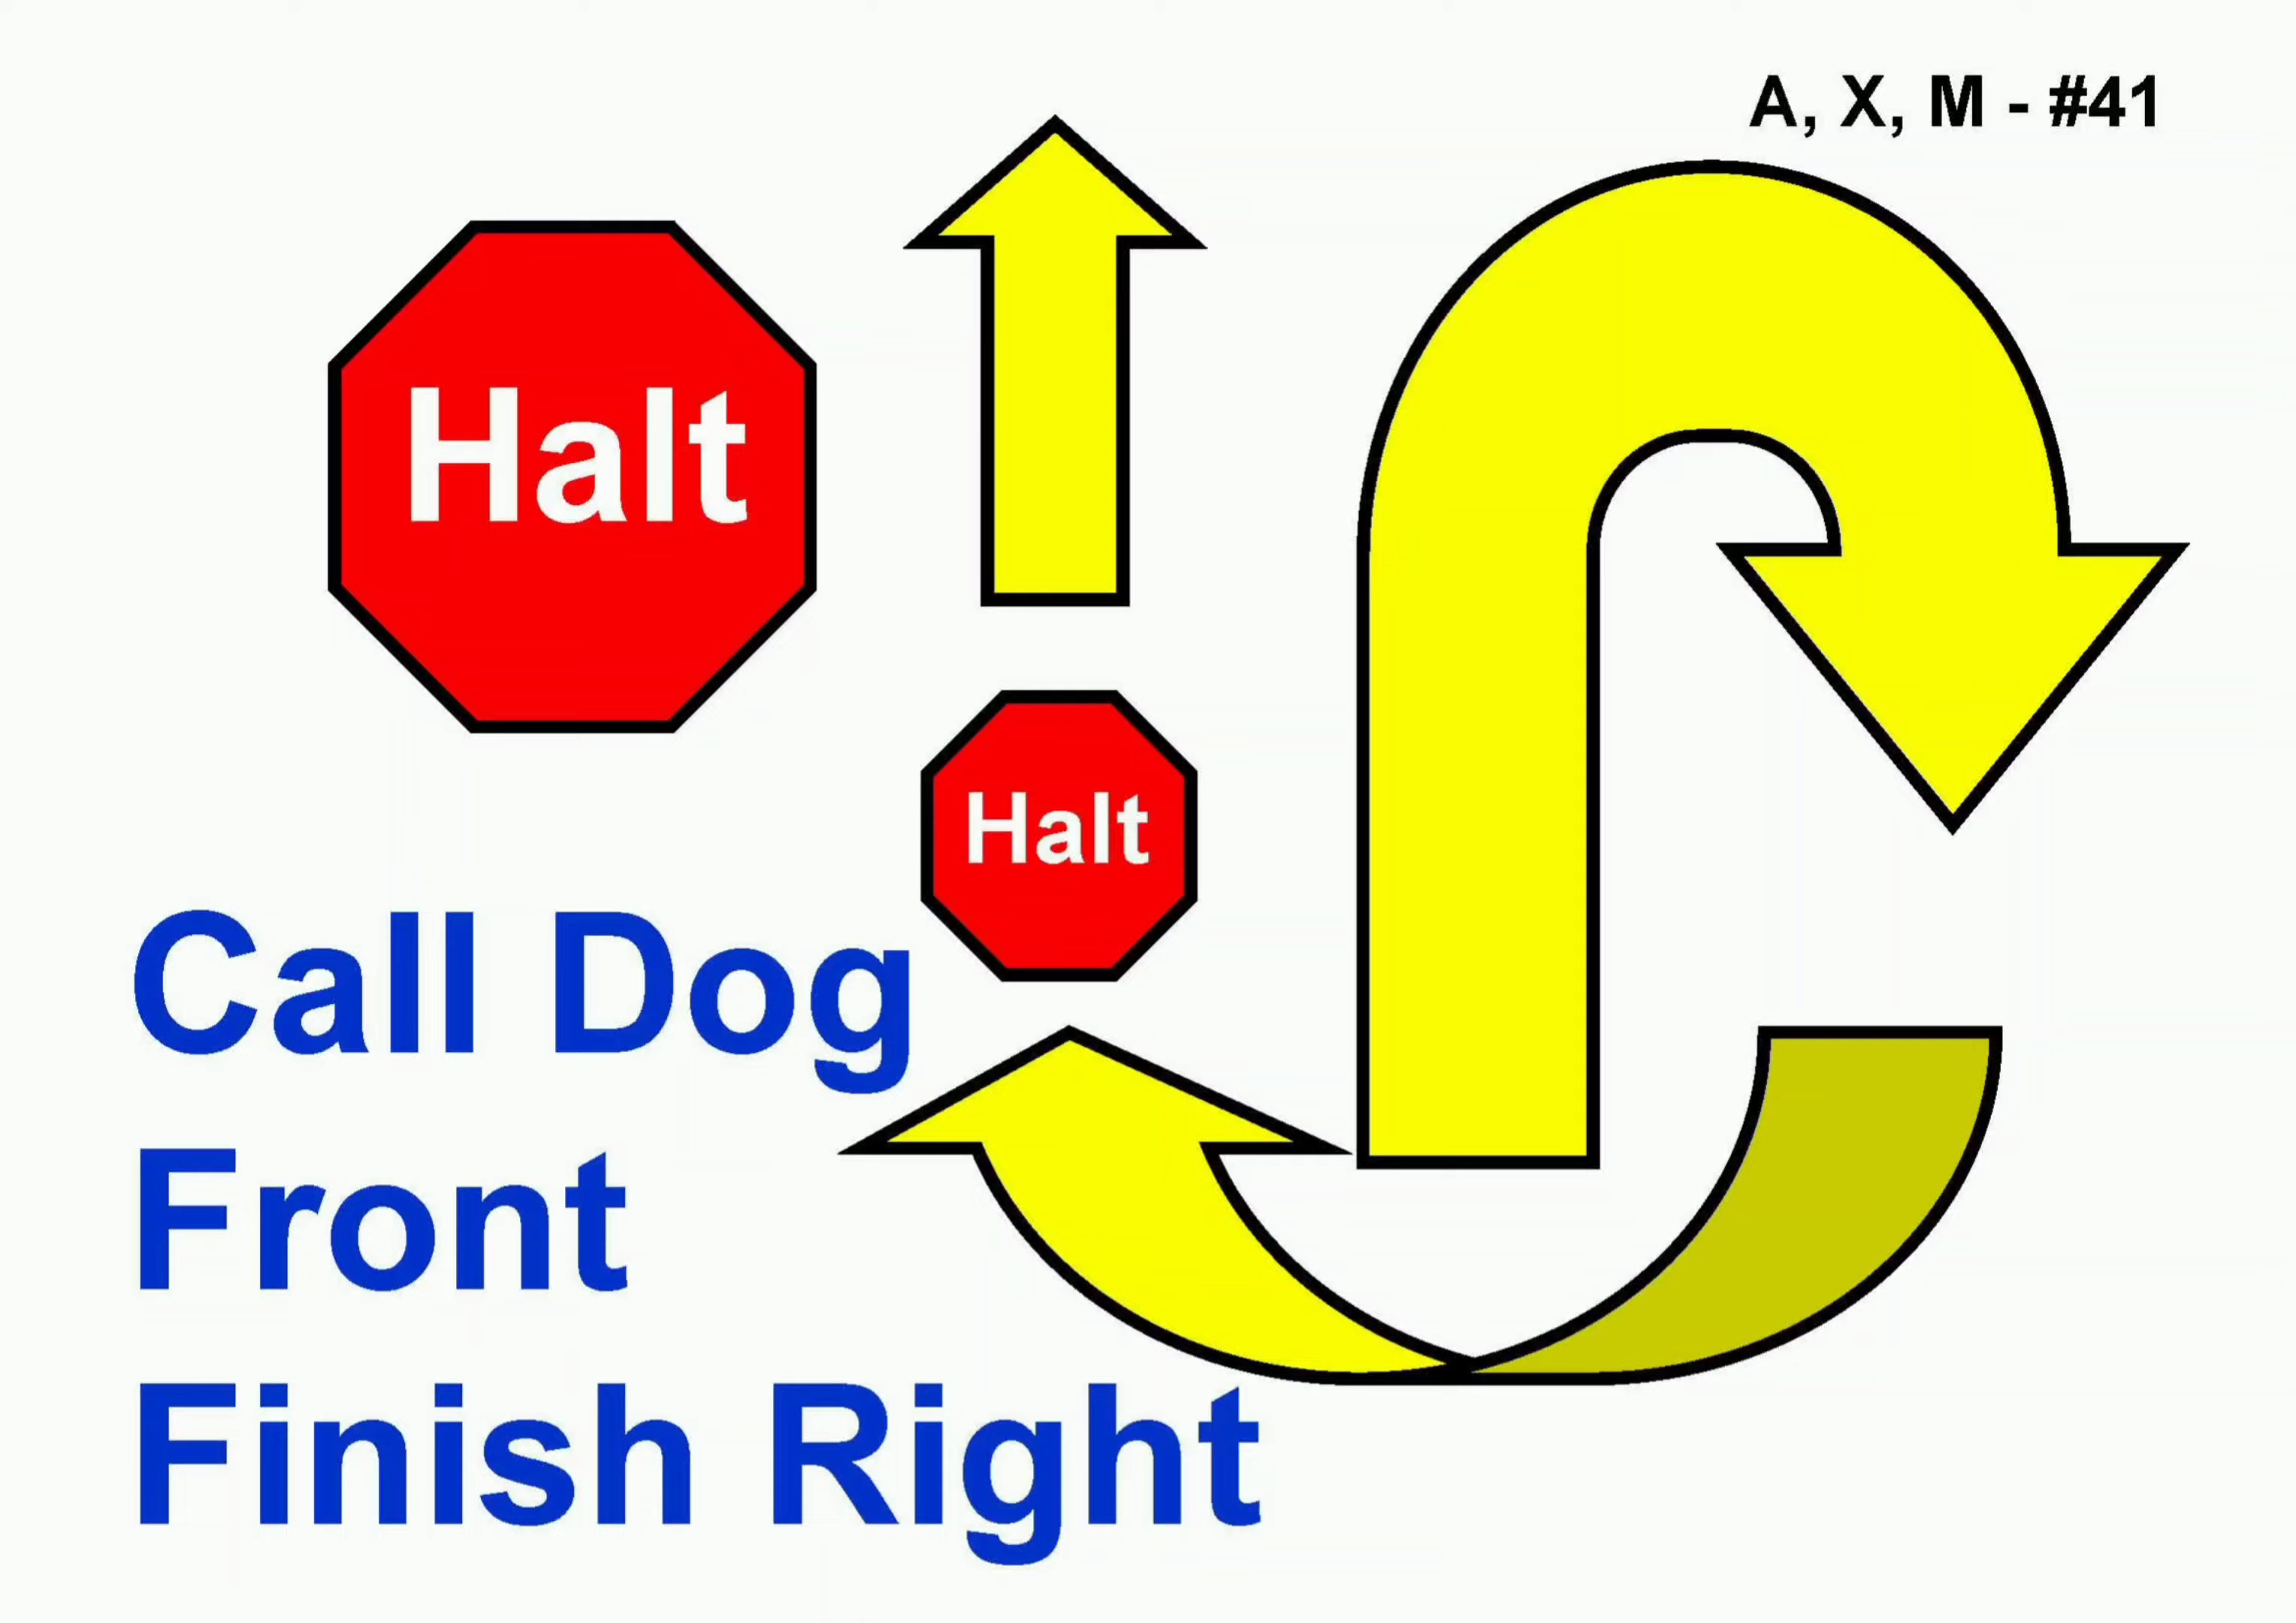 A, X, M - #41
Halt
Halt
Call Dog
Front
Finish Right